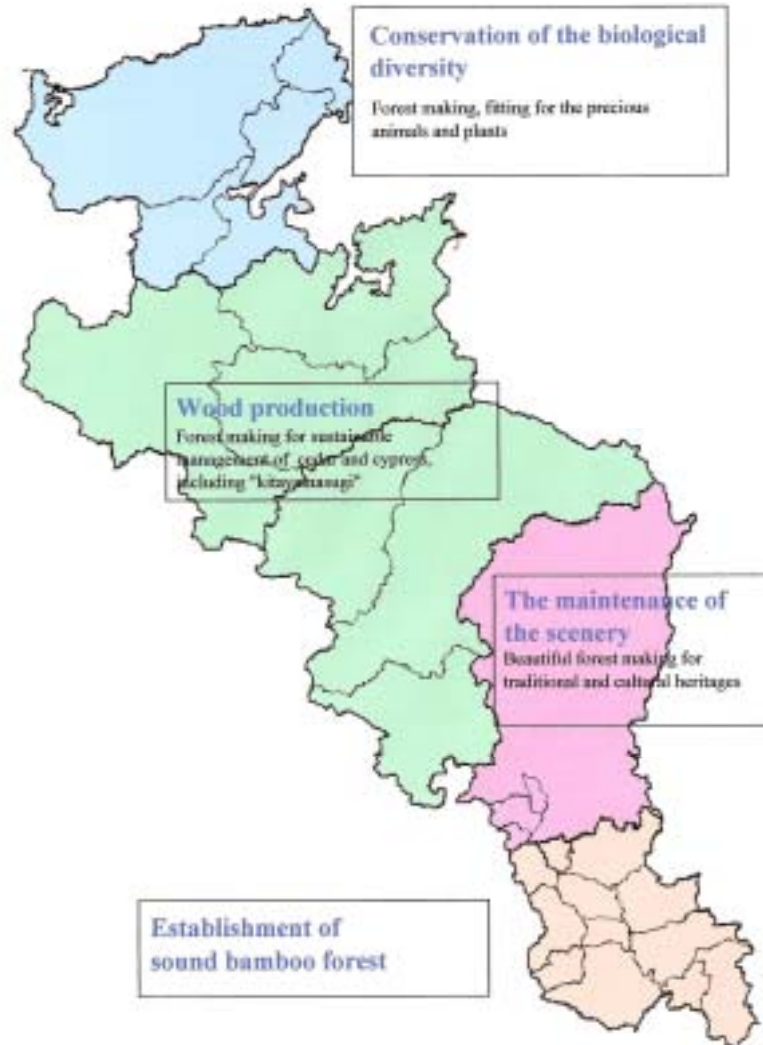 Conservation of the biological
diversity
Forest making, fitting for the precious
animals and plants
Wood production
Forest making for sustainable
management of cedar and cypress,
including "kitayamasugi"
The maintenance of
the scenery
Beautiful forest making for
traditional and cultural heritages
Establishment of
sound bamboo forest